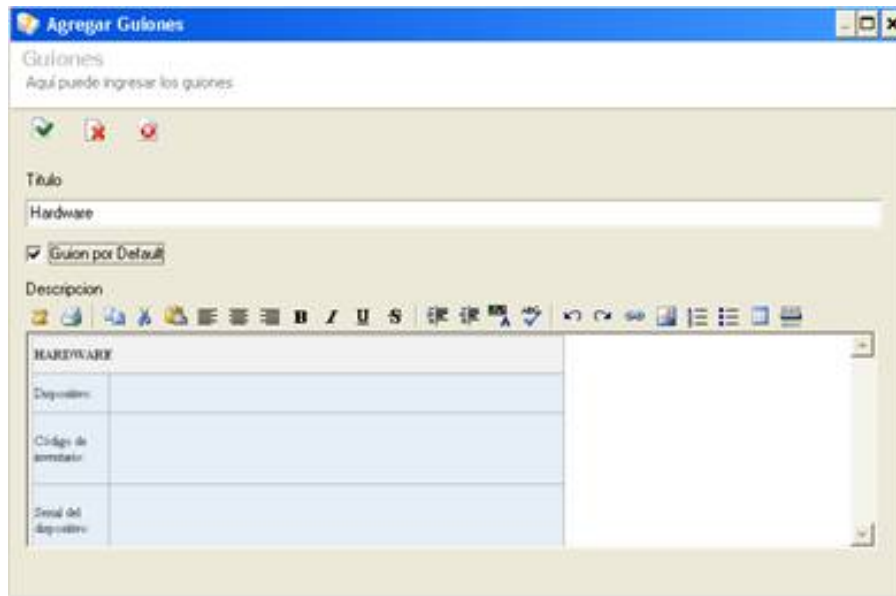 Agregar Guiones
Guiones
Aquí puede ingresar los guiones
Titulo
Hardware
Guion por Default
Descripcion
B I U S
HARDWARE
Dispositivo:
Código de
inventario:
Serial del
dispositivo: